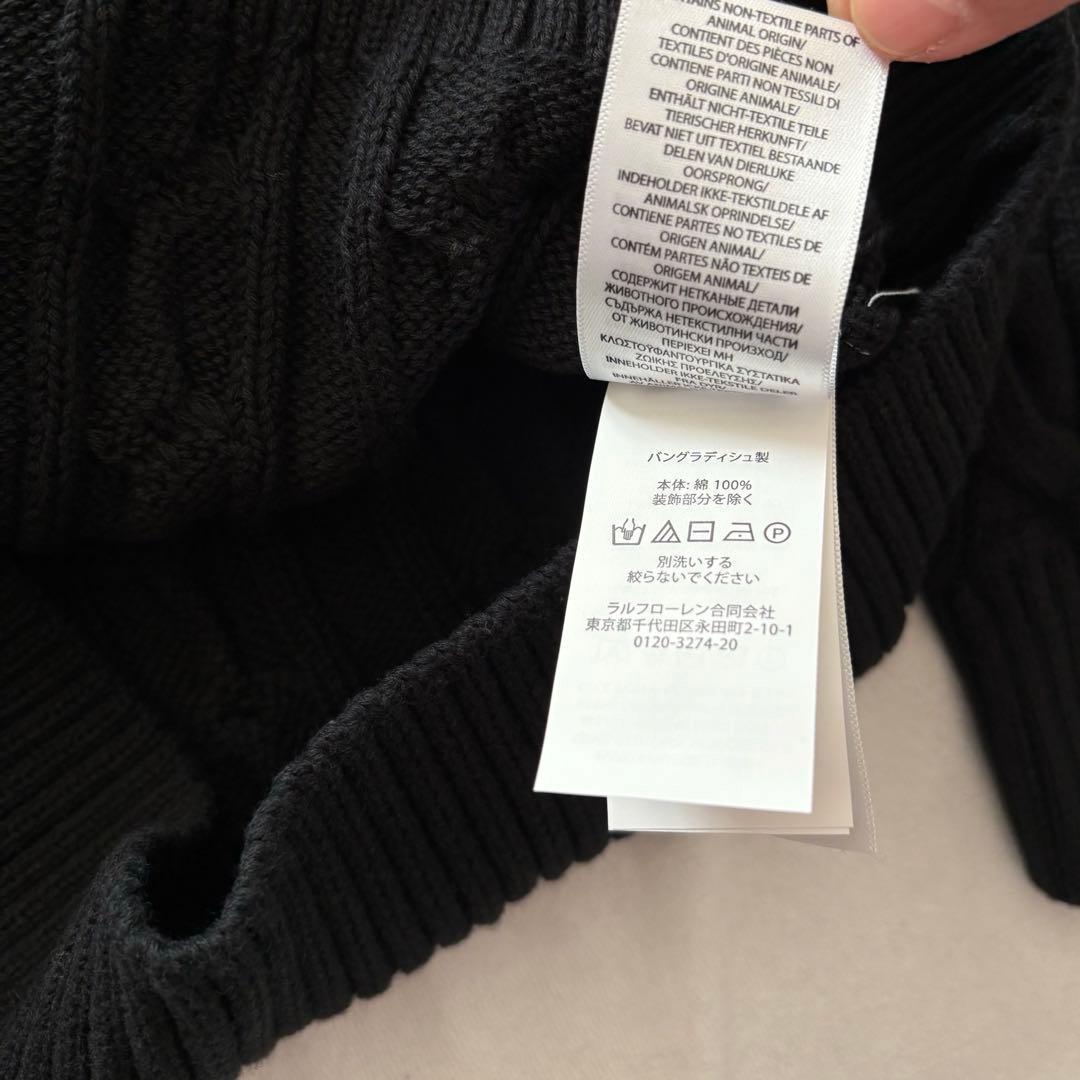 AINS NON-TEXTILE PARTS OF
ANIMAL ORIGIN/
CONTIENT DES PIÈCES NON
TEXTILES D'ORIGINE ANIMALE/
CONTIENE PARTI NON TESSILI DI
ORIGINE ANIMALE/
ENTHÄLT NICHT-TEXTILE TEILE
TIERISCHER HERKUNFT/
BEVAT NIET UIT TEXTIEL BESTAANDE
DELEN VAN DIERLIJKE
OORSPRONG/
INDEHOLDER IKKE-TEKSTILDELE AF
ANIMALSK OPRINDELSE/
CONTIENE PARTES NO TEXTILES DE
ORIGEN ANIMAL/
CONTÉM PARTES NÃO TEXTEIS DE
ORIGEM ANIMAL/
СОДЕРЖИТ НЕТКАНЫЕ ДЕТАЛИ
ЖИВОТНОГО ПРОИСХОЖДЕНИЯ/
СЪДЪРЖА НЕТЕКСТИЛНИ ЧАСТИ
ОТ ЖИВОТИНСКИ ПРОИЗХОД/
ΠΕΡΙΕΧΕΙ ΜΗ
ΚΛΩΣΤΟΫΦΑΝΤΟΥΡΓΙΚΑ ΣΥΣΤΑΤΙΚΑ
ΖΩΙΚΗΣ ΠΡΟΕΛΕΥΣΗΣ/
INNEHOLDER IKKE-TEKSTILE DELER
FRA DYR/
バングラディシュ製
本体: 綿 100%
装飾部分を除く
P
別洗いする
絞らないでください
ラルフローレン合同会社
東京都千代田区永田町2-10-1
0120-3274-20